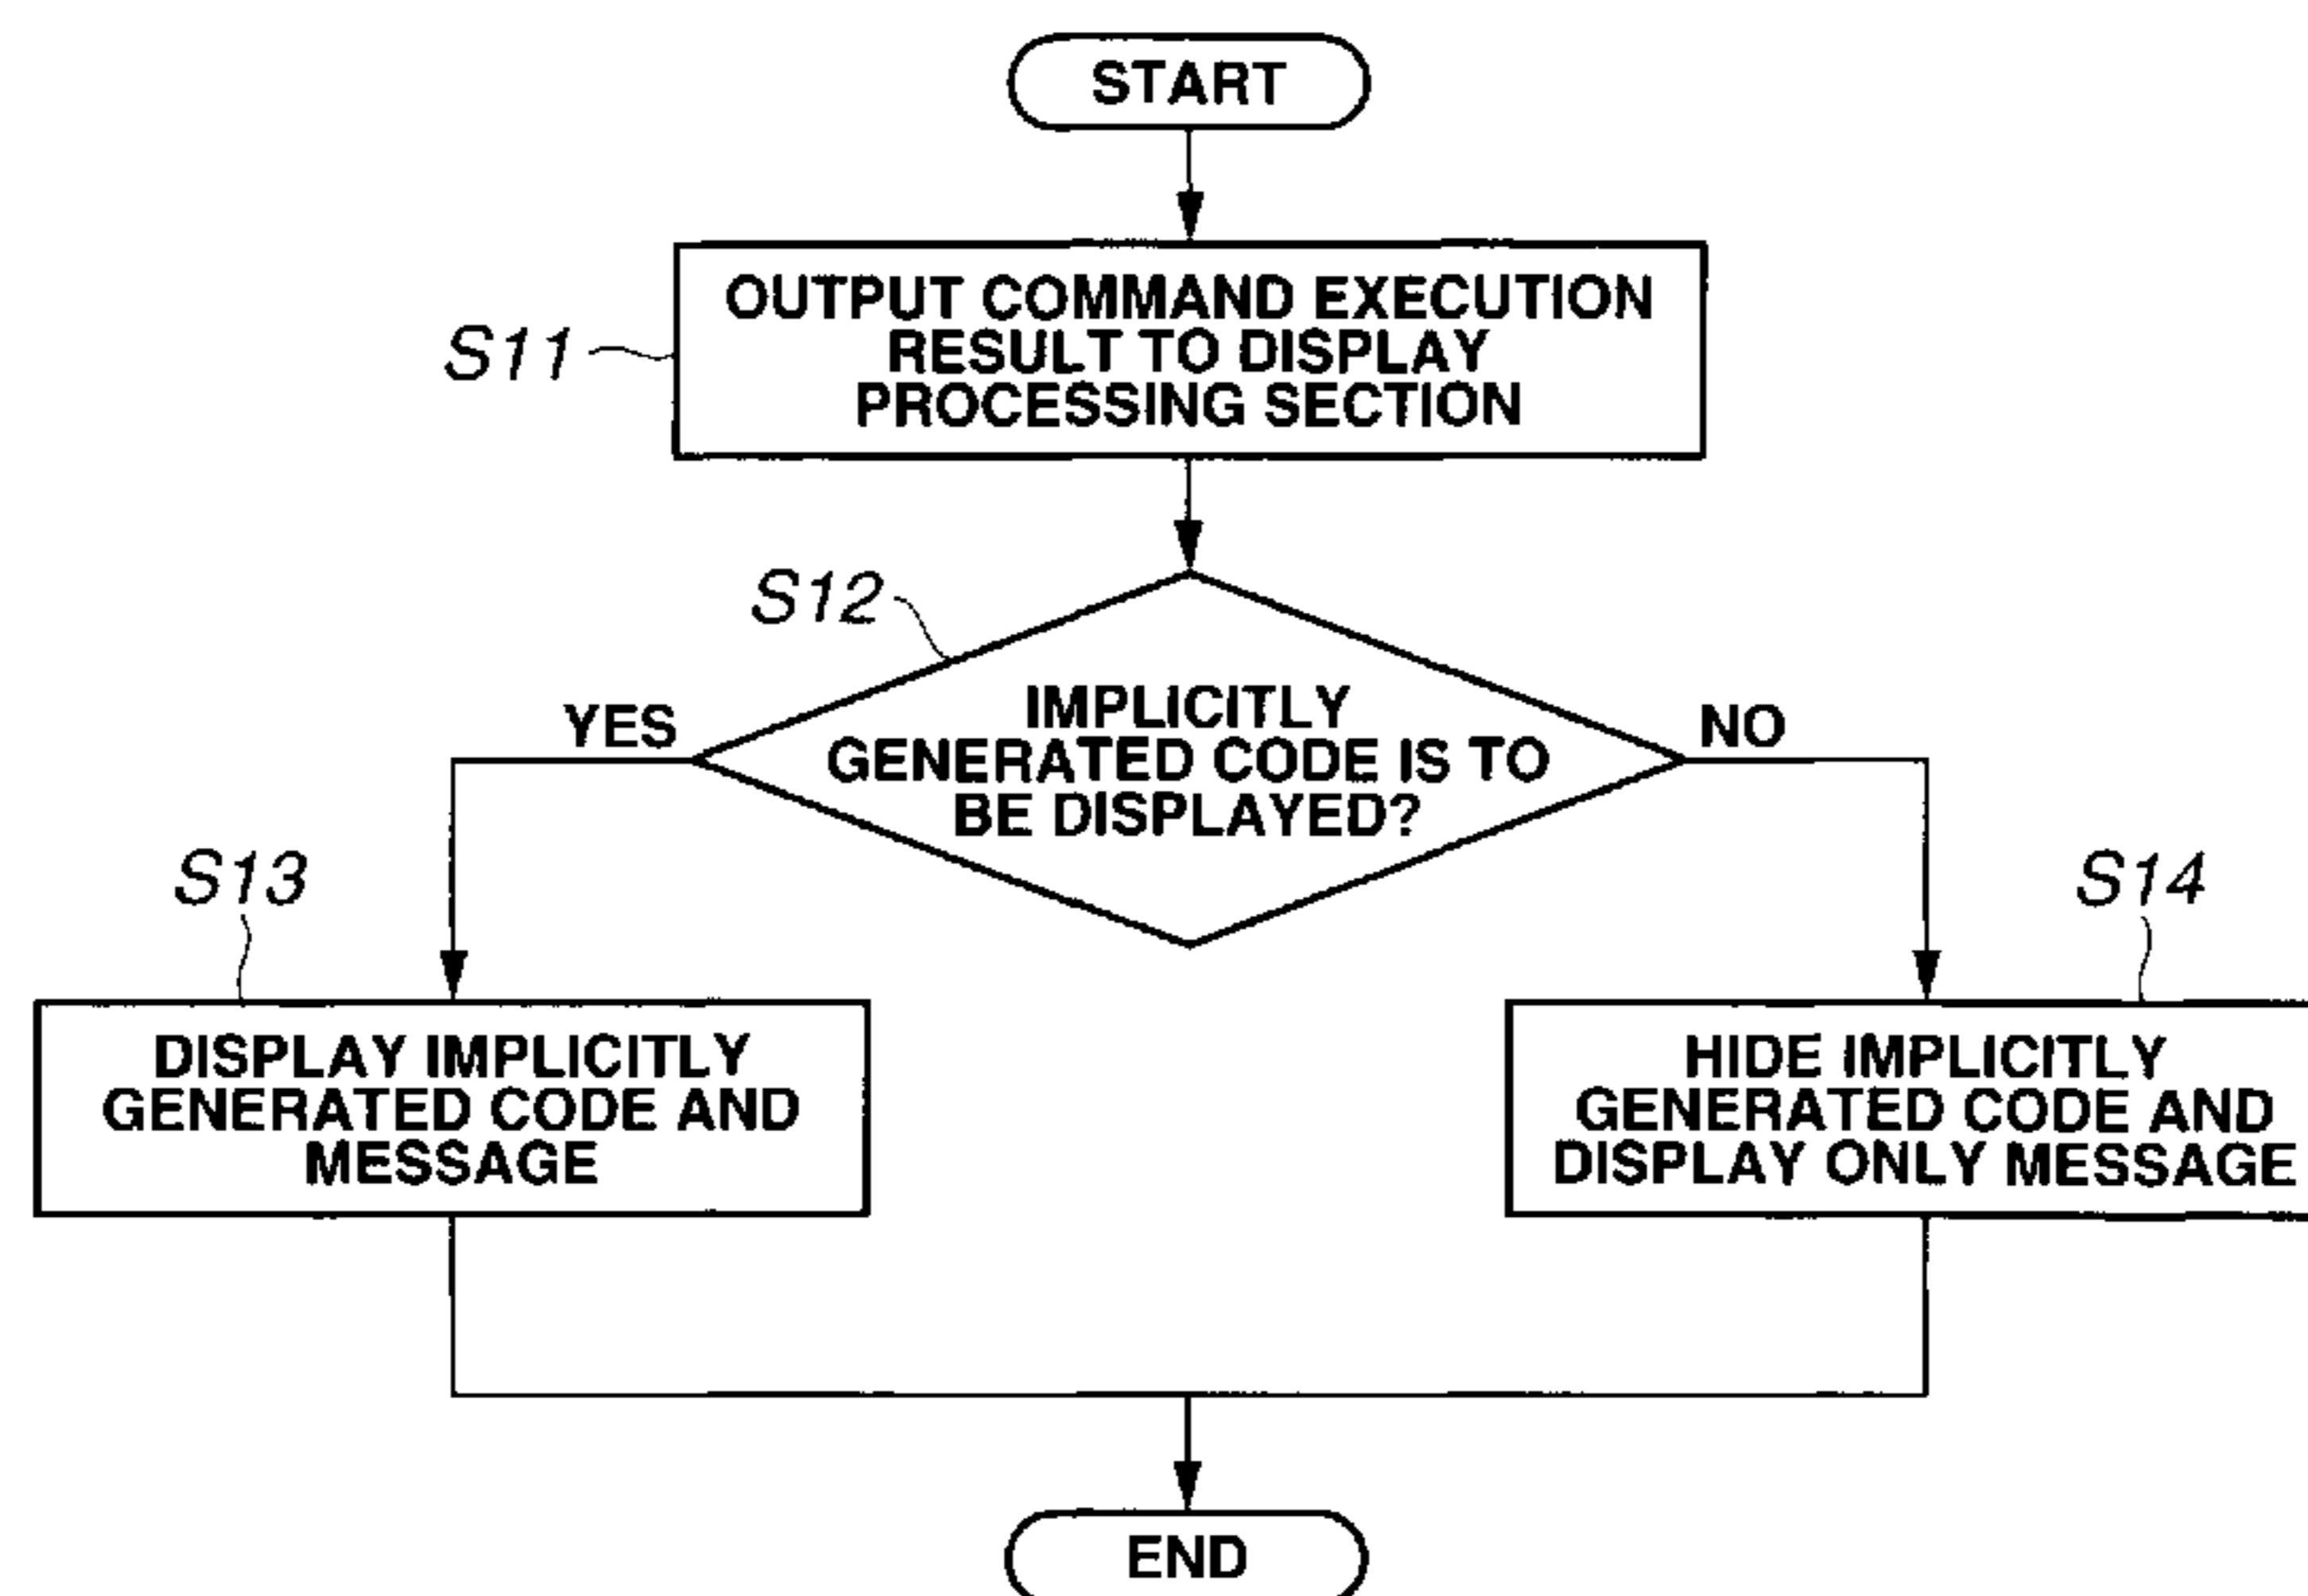 START
OUTPUT COMMAND EXECUTION
RESULT TO DISPLAY
PROCESSING SECTION
S11
S12
IMPLICITLY
GENERATED CODE IS TO
BE DISPLAYED?
YES
NO
S13
S14
DISPLAY IMPLICITLY
GENERATED CODE AND
MESSAGE
HIDE IMPLICITLY
GENERATED CODE AND
DISPLAY ONLY MESSAGE
END